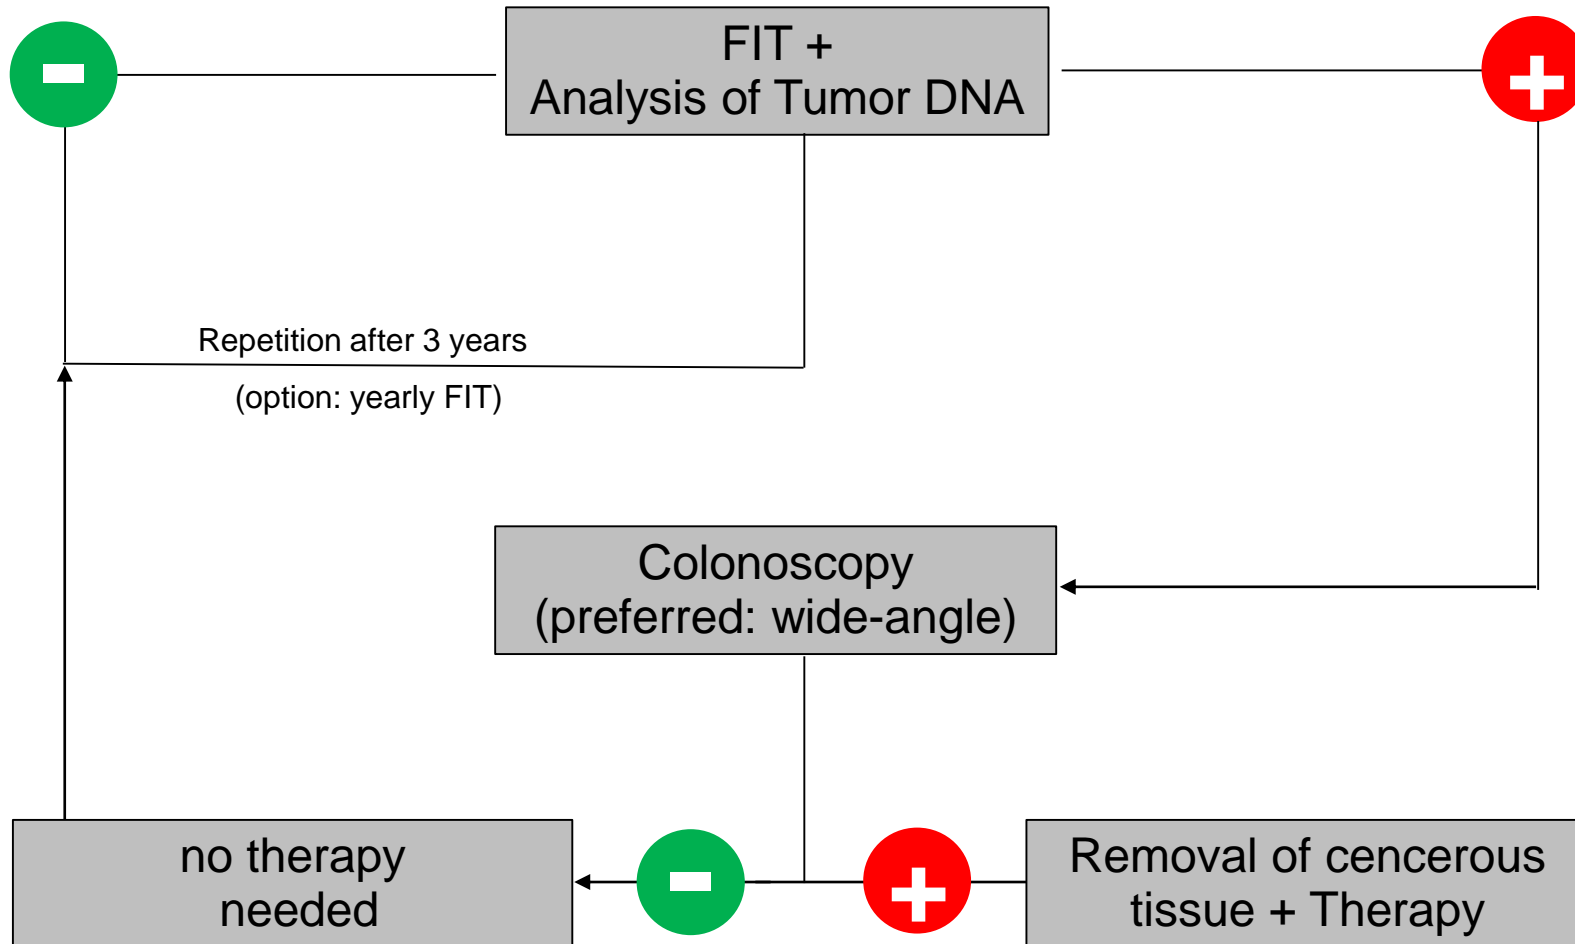 FIT +
Analysis of Tumor DNA
Repetition after 3 years
(option: yearly FIT)
Colonoscopy
(preferred: wide-angle)
no therapy
needed
Removal of cencerous
tissue + Therapy